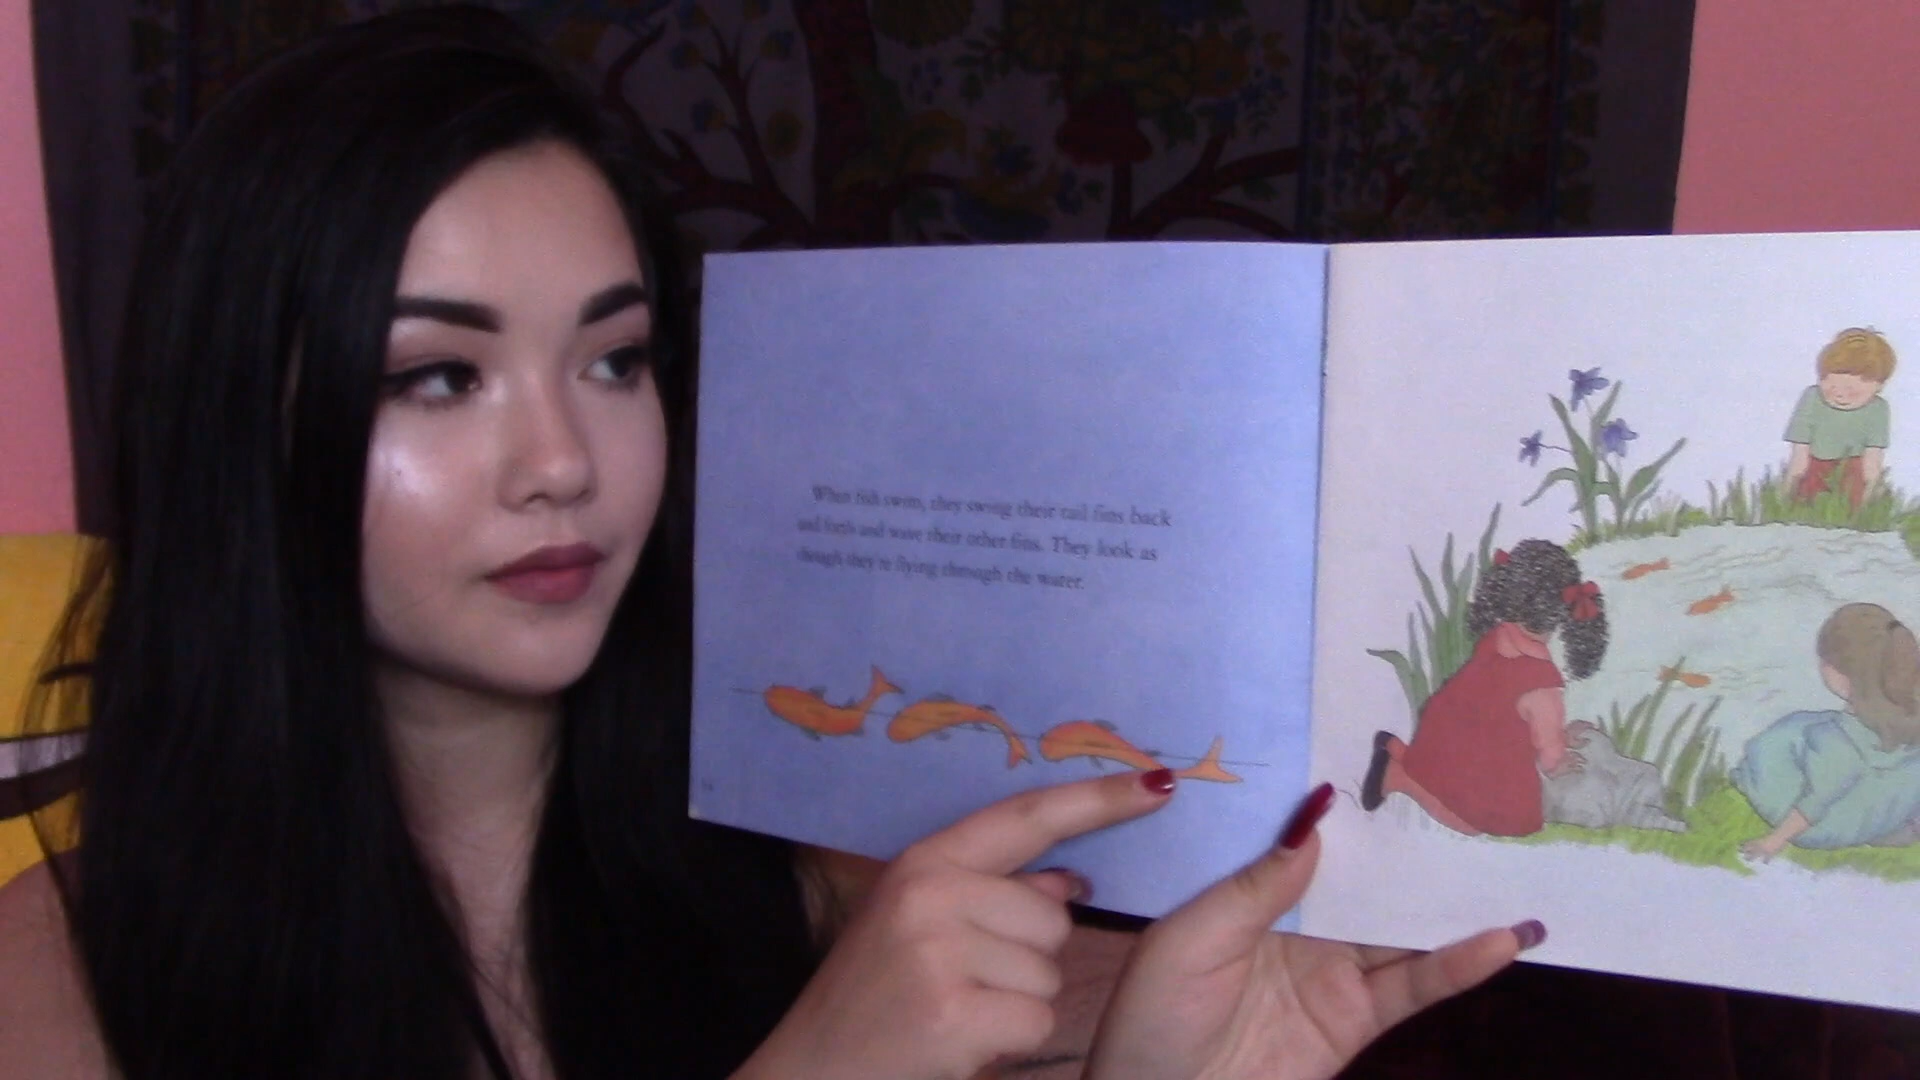 When fish swim, they swing their tail fins back
and forth and wave their other fins. They look as
though they're flying through the water.